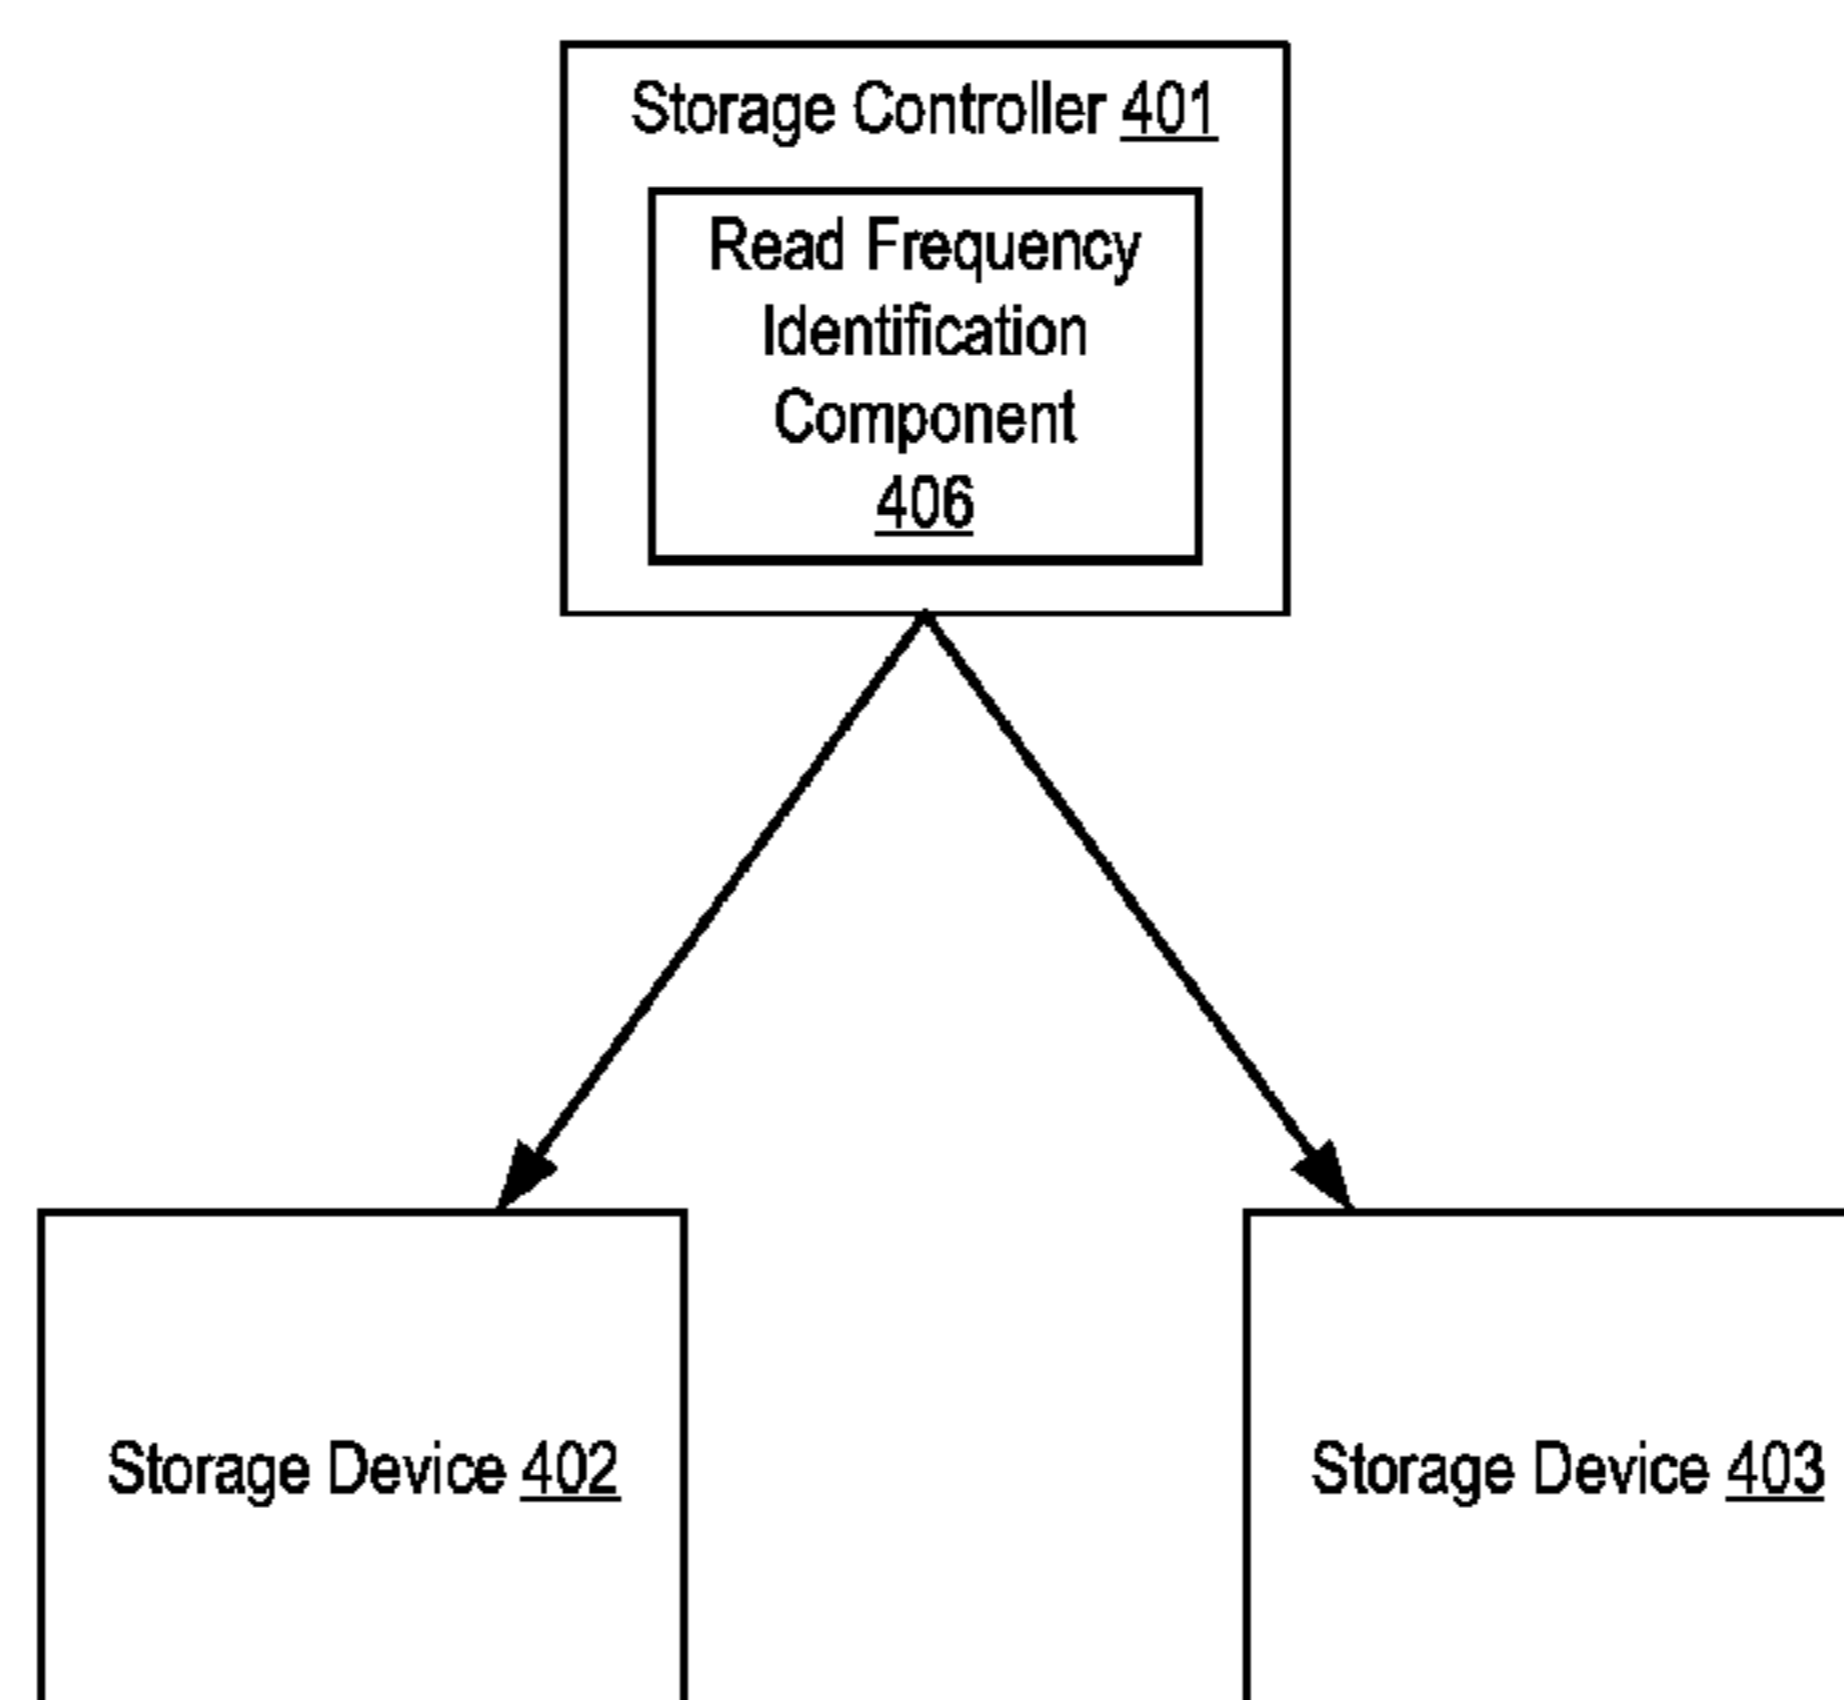 Storage Controller 401
Read Frequency
Identification
Component
406
Storage Device 402
Storage Device 403